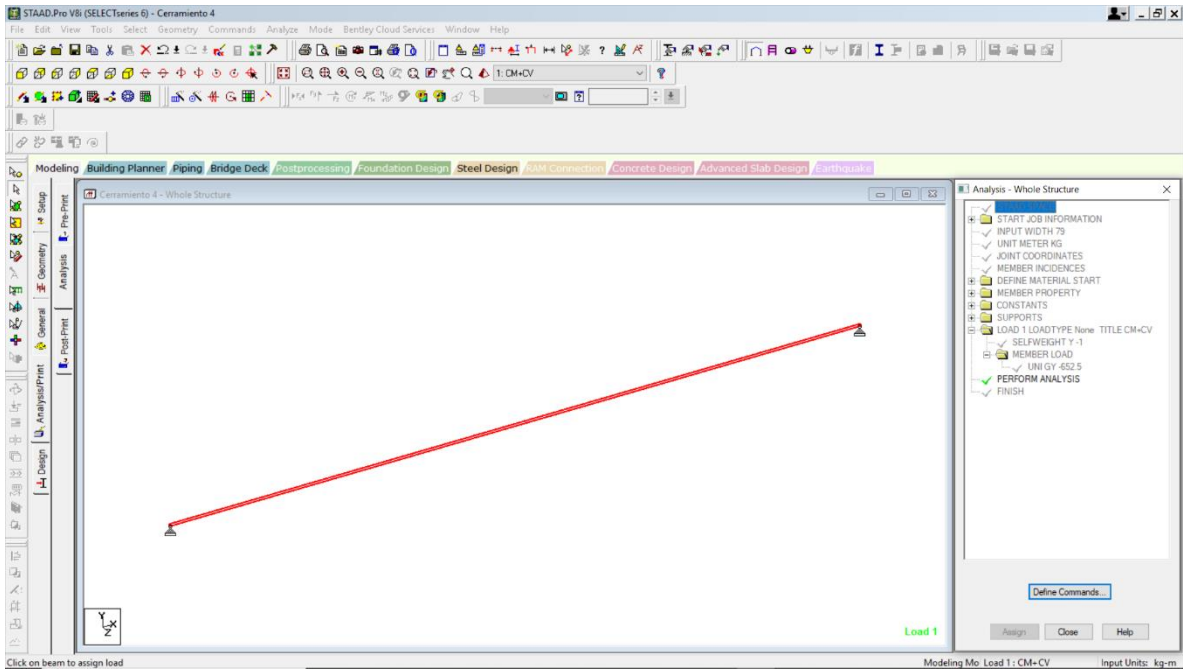 STAAD.Pro V8i (SELECTseries 6) - Cerramiento 4
File Edit View Tools Select Geometry Commands Analyze Mode Bentley Cloud Services Window Help
1: CM+CV
Modeling Building Planner Piping Bridge Deck Postprocessing Foundation Design Steel Design RAM Connection Concrete Design Advanced Slab Design Earthquake
Setup
Geometry
General
Analysis/Print
Design
Pre-Print
Analysis
Post-Print
Cerramiento 4 - Whole Structure
Y
X
Z
Load 1
Analysis - Whole Structure
START JOB INFORMATION
INPUT WIDTH 79
UNIT METER KG
JOINT COORDINATES
MEMBER INCIDENCES
DEFINE MATERIAL START
MEMBER PROPERTY
CONSTANTS
SUPPORTS
LOAD 1 LOADTYPE None TITLE CM+CV
SELFWEIGHT Y -1
MEMBER LOAD
UNI GY -652.5
PERFORM ANALYSIS
FINISH
Define Commands...
Assign Close Help
Click on beam to assign load
Modeling Mo Load 1 : CM+CV Input Units: kg-m